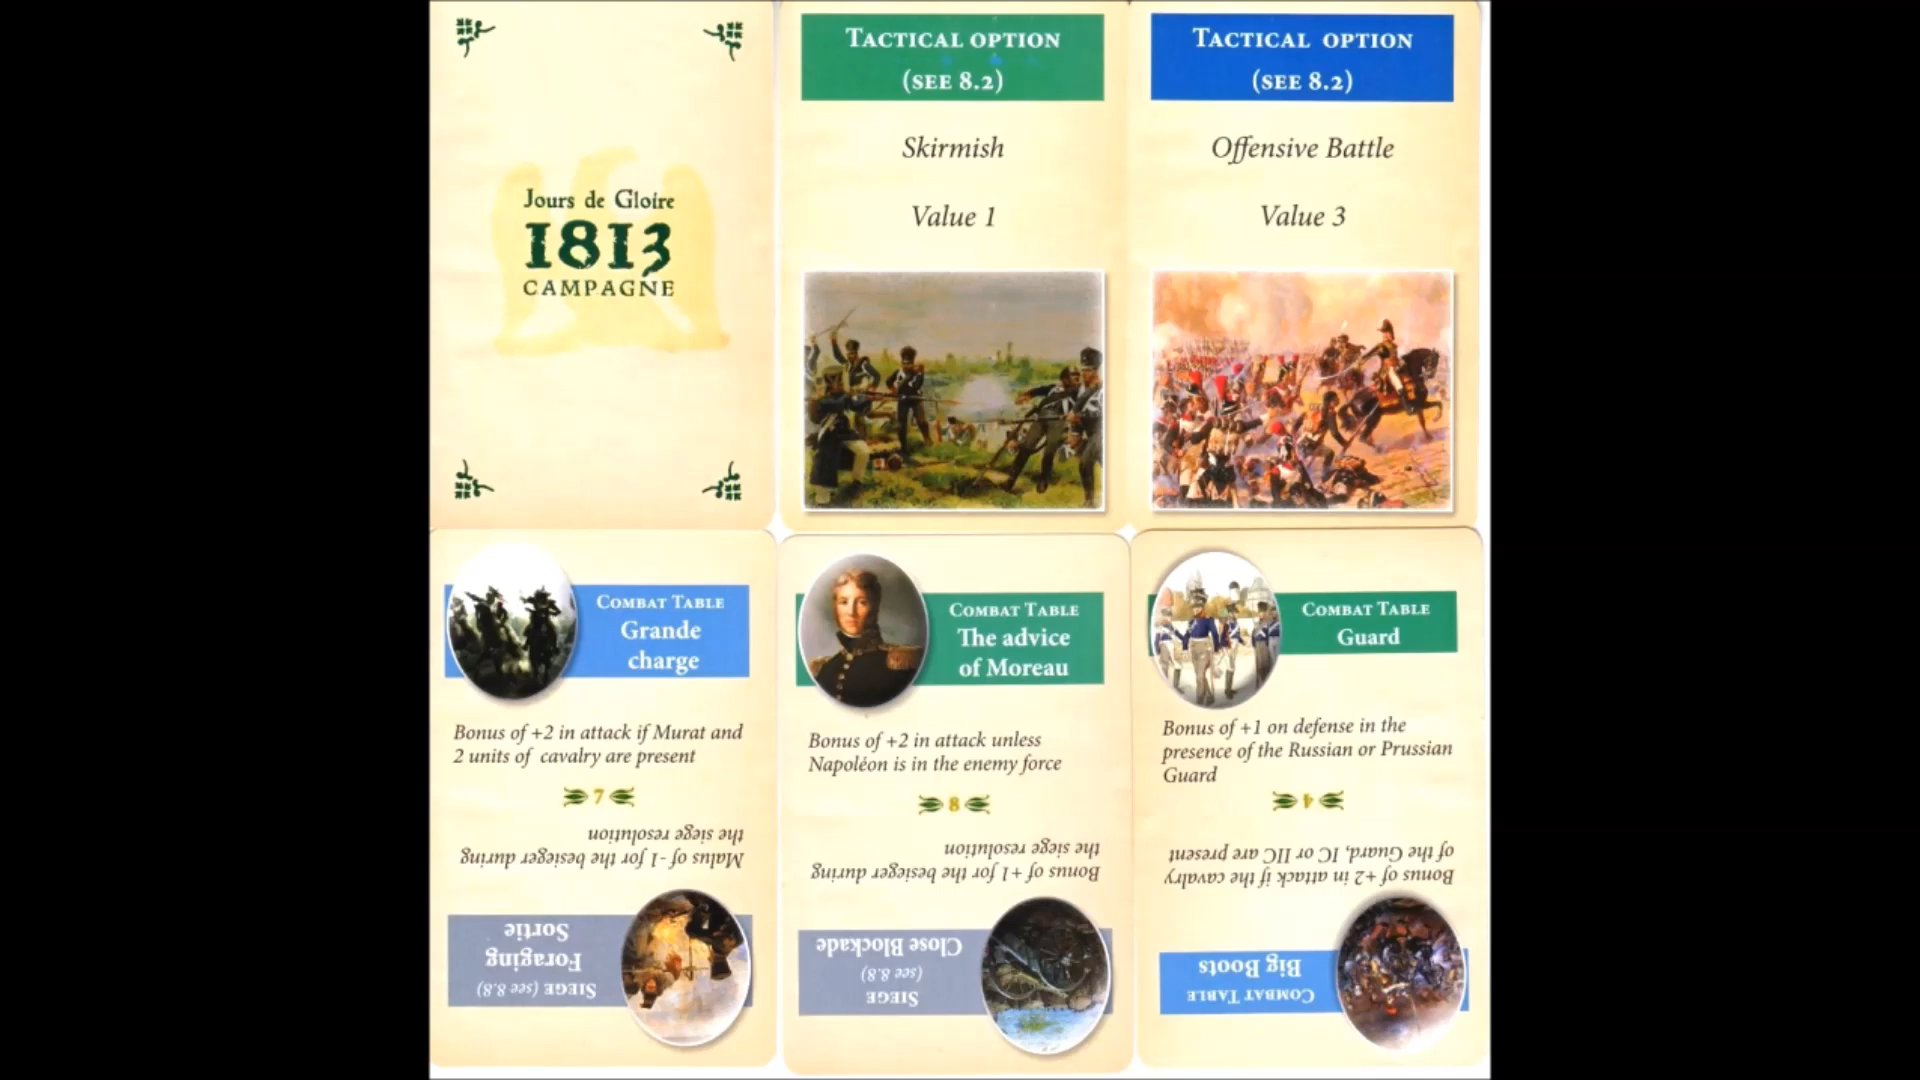 Jours de Gloire
1813
CAMPAGNE
TACTICAL OPTION
(SEE 8.2)
Skirmish
Value 1
TACTICAL OPTION
(SEE 8.2)
Offensive Battle
Value 3
COMBAT TABLE
Grande
charge
Bonus of +2 in attack if Murat and
2 units of cavalry are present
7
Malus of -1 for the besieger during
the siege resolution
SIEGE (see 8.8)
Foraging
Sortie
COMBAT TABLE
The advice
of Moreau
Bonus of +2 in attack unless
Napoléon is in the enemy force
8
Bonus of +1 for the besieger during
the siege resolution
SIEGE
(see 8.8)
Close Blockade
COMBAT TABLE
Guard
Bonus of +1 on defense in the
presence of the Russian or Prussian
Guard
4
Bonus of +2 in attack if the cavalry
of the Guard, IC or IIC are present
COMBAT TABLE
Big Boots